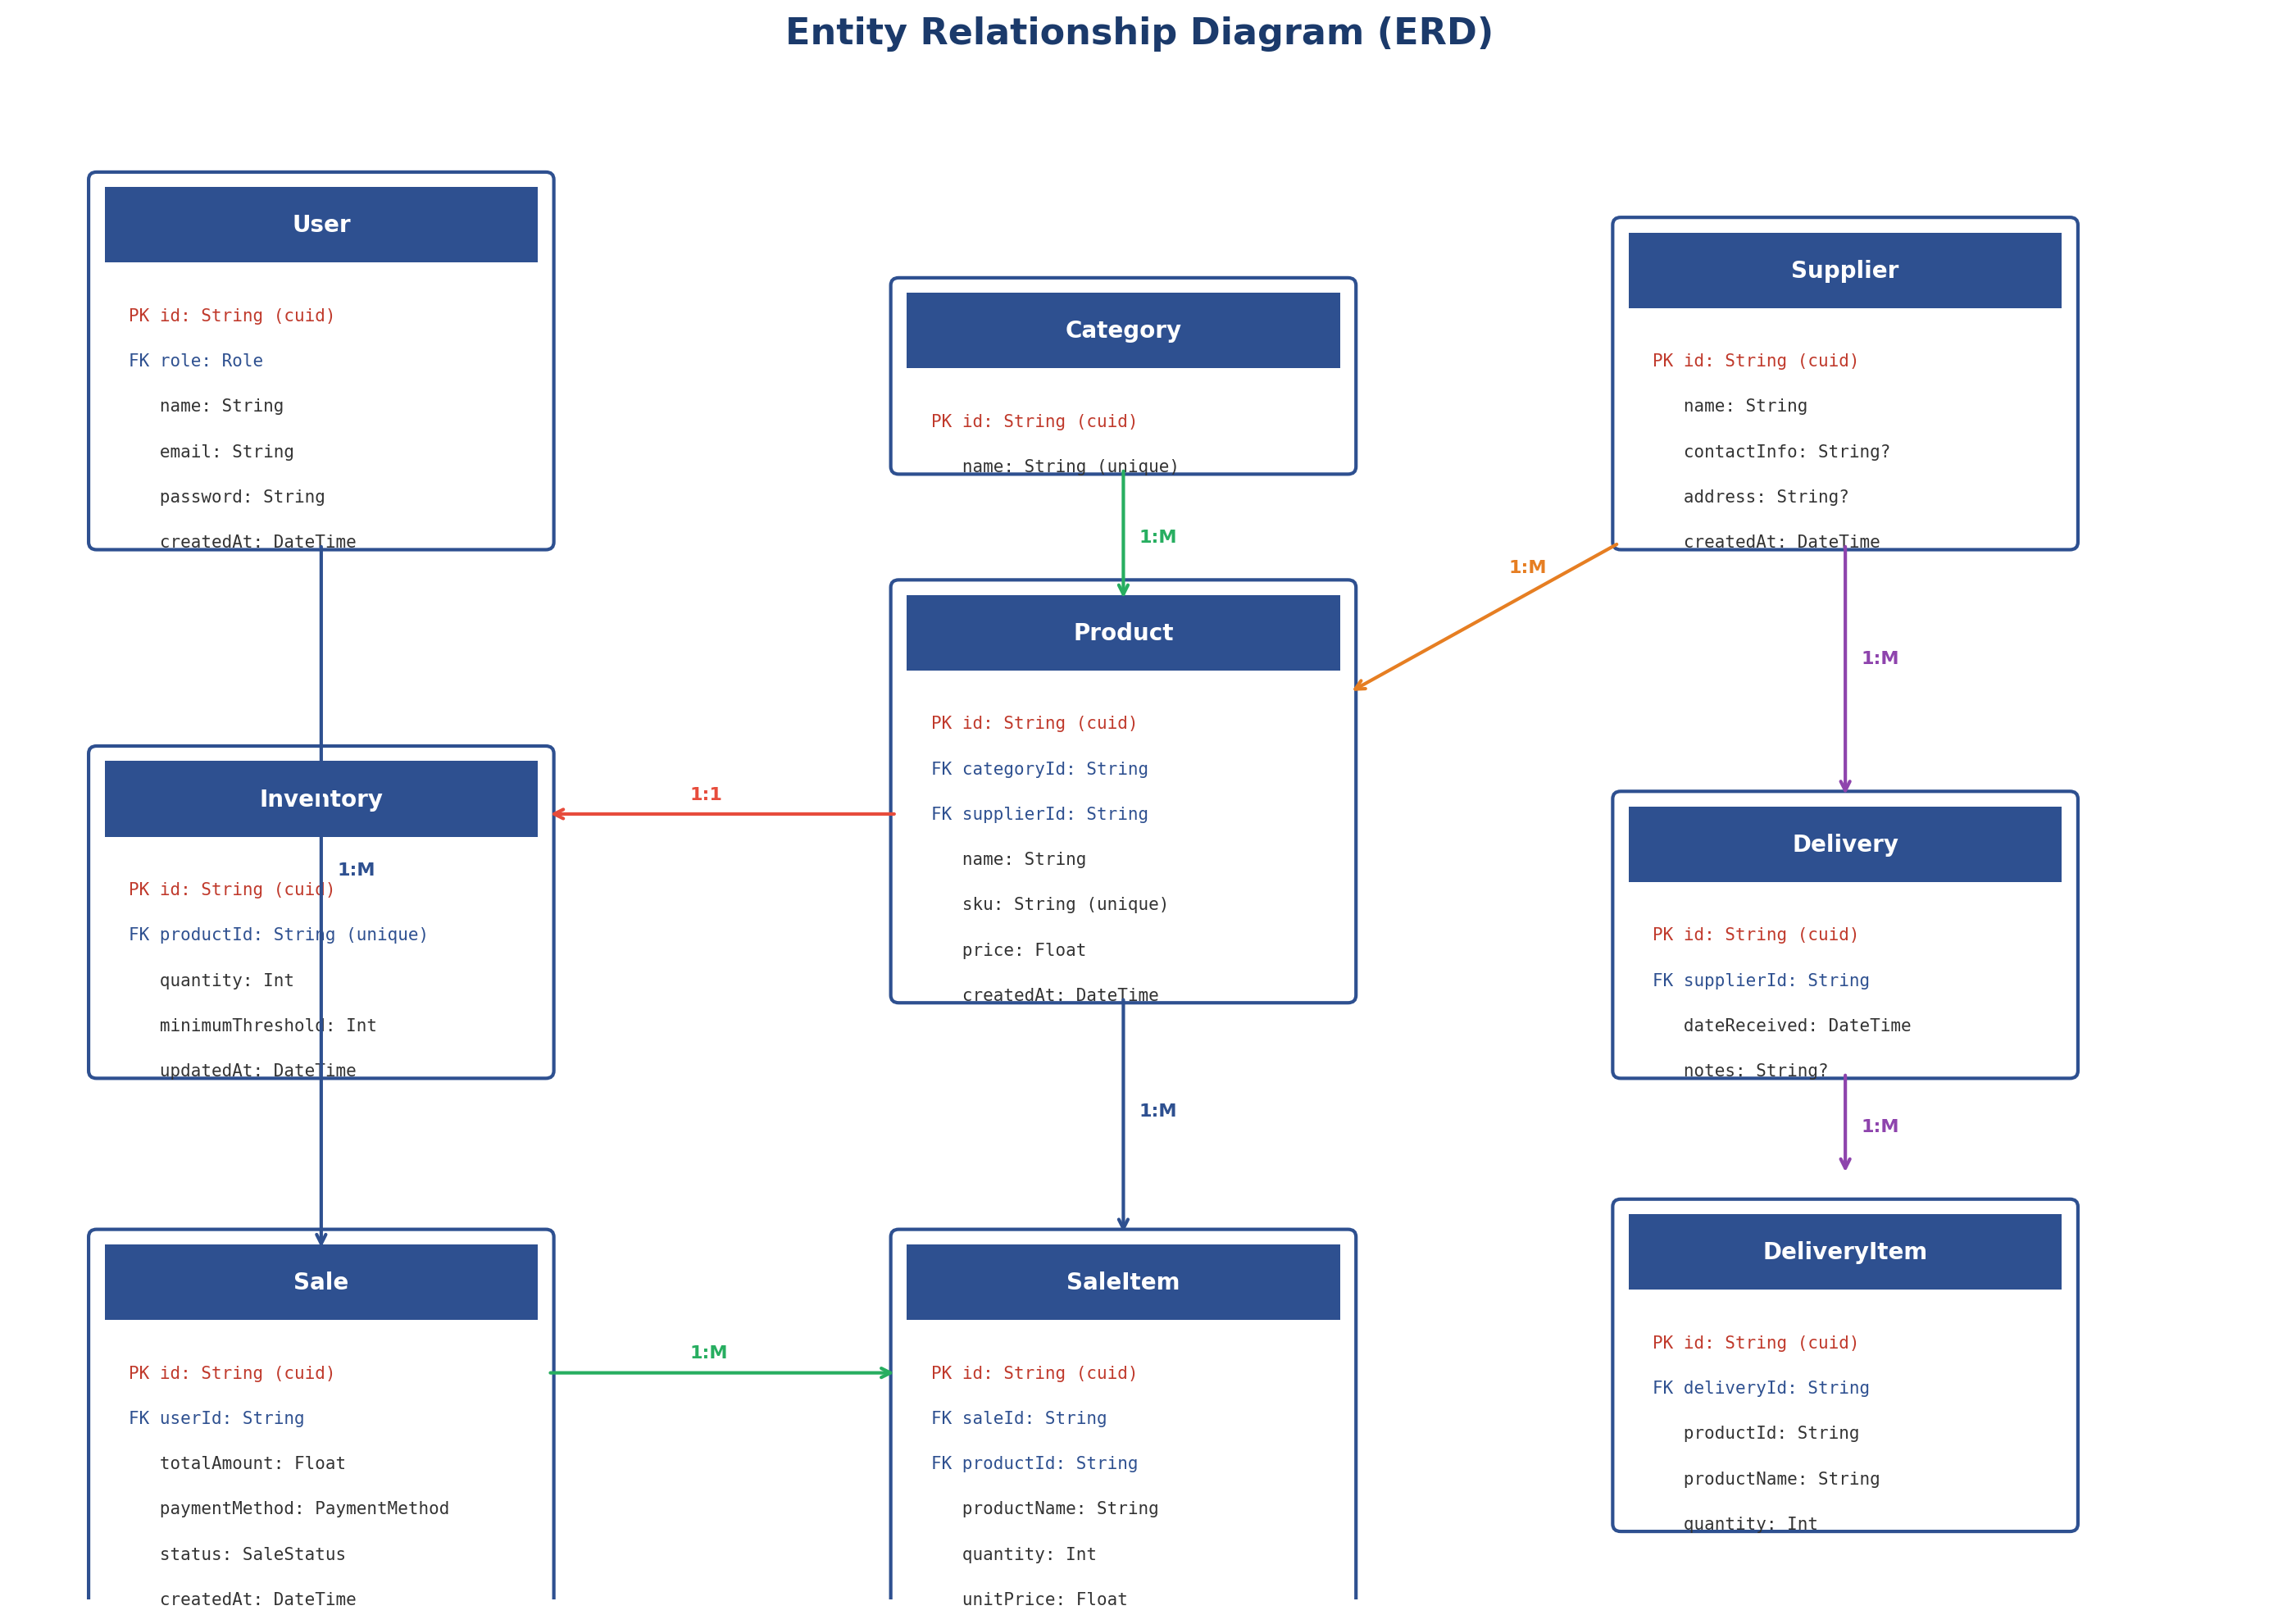 Entity Relationship Diagram (ERD)
User
PK id: String (cuid)
FK role: Role
name: String
email: String
password: String
createdAt: DateTime
Category
PK id: String (cuid)
name: String (unique)
1:M
Supplier
PK id: String (cuid)
name: String
contactInfo: String?
address: String?
createdAt: DateTime
1:M
1:M
Product
PK id: String (cuid)
FK categoryId: String
FK supplierId: String
name: String
sku: String (unique)
price: Float
createdAt: DateTime
1:1
Inventory
1:M
PK id: String (cuid)
FK productId: String (unique)
quantity: Int
minimumThreshold: Int
updatedAt: DateTime
Delivery
PK id: String (cuid)
FK supplierId: String
dateReceived: DateTime
notes: String?
1:M
1:M
Sale
PK id: String (cuid)
FK userId: String
totalAmount: Float
paymentMethod: PaymentMethod
status: SaleStatus
createdAt: DateTime
1:M
SaleItem
PK id: String (cuid)
FK saleId: String
FK productId: String
productName: String
quantity: Int
unitPrice: Float
DeliveryItem
PK id: String (cuid)
FK deliveryId: String
productId: String
productName: String
quantity: Int